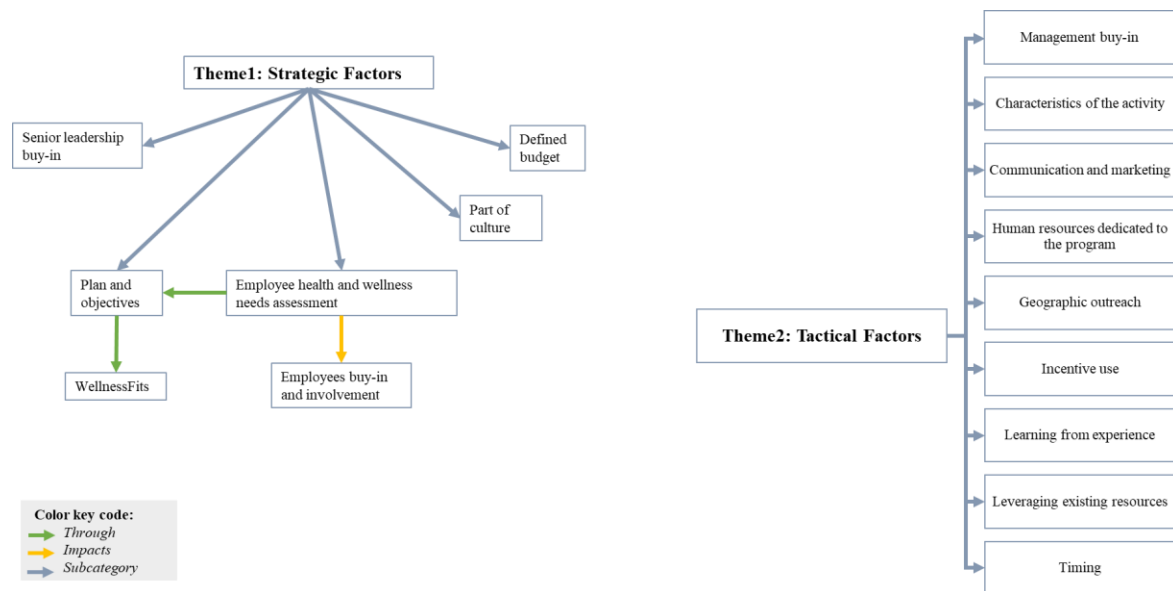 Theme1: Strategic Factors
Senior leadership
buy-in
Defined
budget
Part of
culture
Plan and
objectives
Employee health and wellness
needs assessment
WellnessFits
Employees buy-in
and involvement
Color key code:
Through
Impacts
Subcategory
Theme2: Tactical Factors
Management buy-in
Characteristics of the activity
Communication and marketing
Human resources dedicated to
the program
Geographic outreach
Incentive use
Learning from experience
Leveraging existing resources
Timing